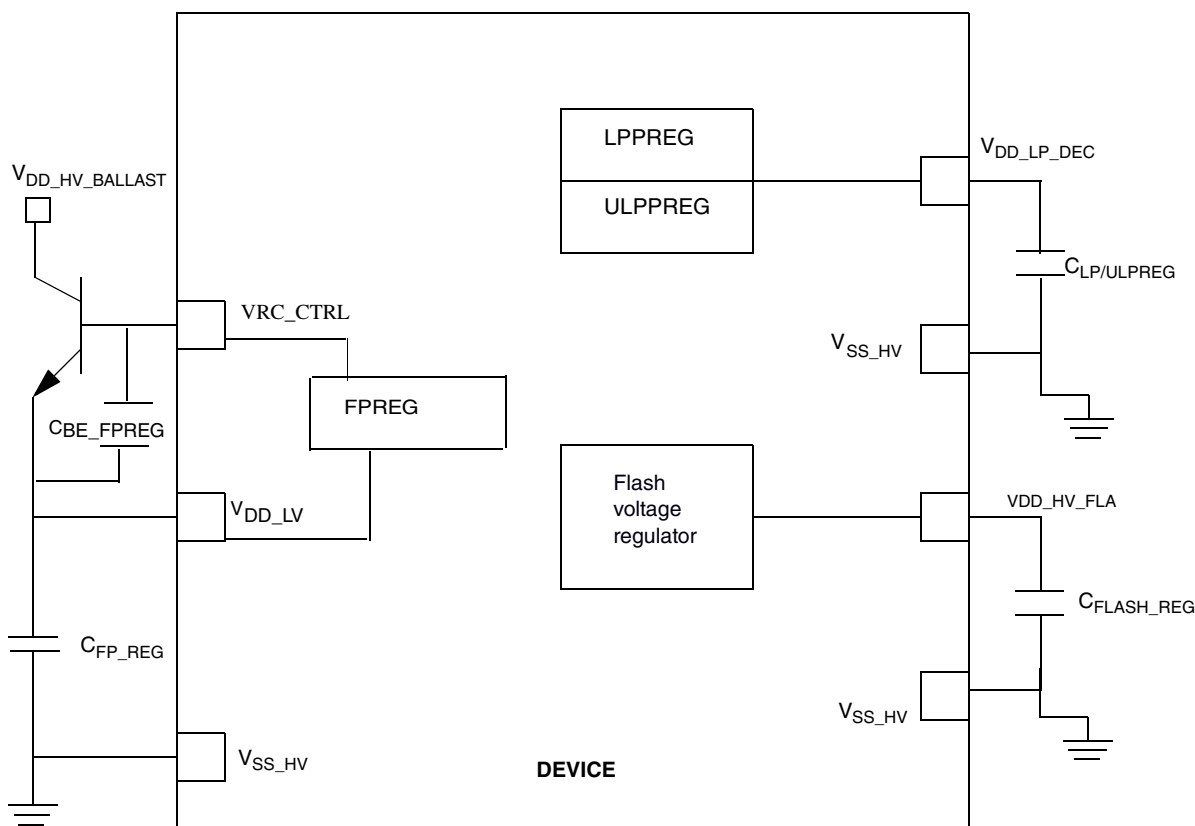 VDD_HV_BALLAST
LPPREG
ULPPREG
VDD_LP_DEC
CLP/ULPREG
VRC_CTRL
VSS_HV
FPREG
CBE_FPREG
VDD_LV
Flash
voltage
regulator
VDD_HV_FLA
CFLASH_REG
CFP_REG
VSS_HV
VSS_HV
DEVICE